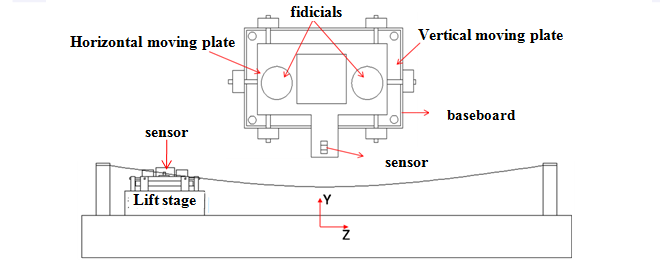 fidicials
Horizontal moving plate
Vertical moving plate
baseboard
sensor
sensor
Lift stage
Y
Z